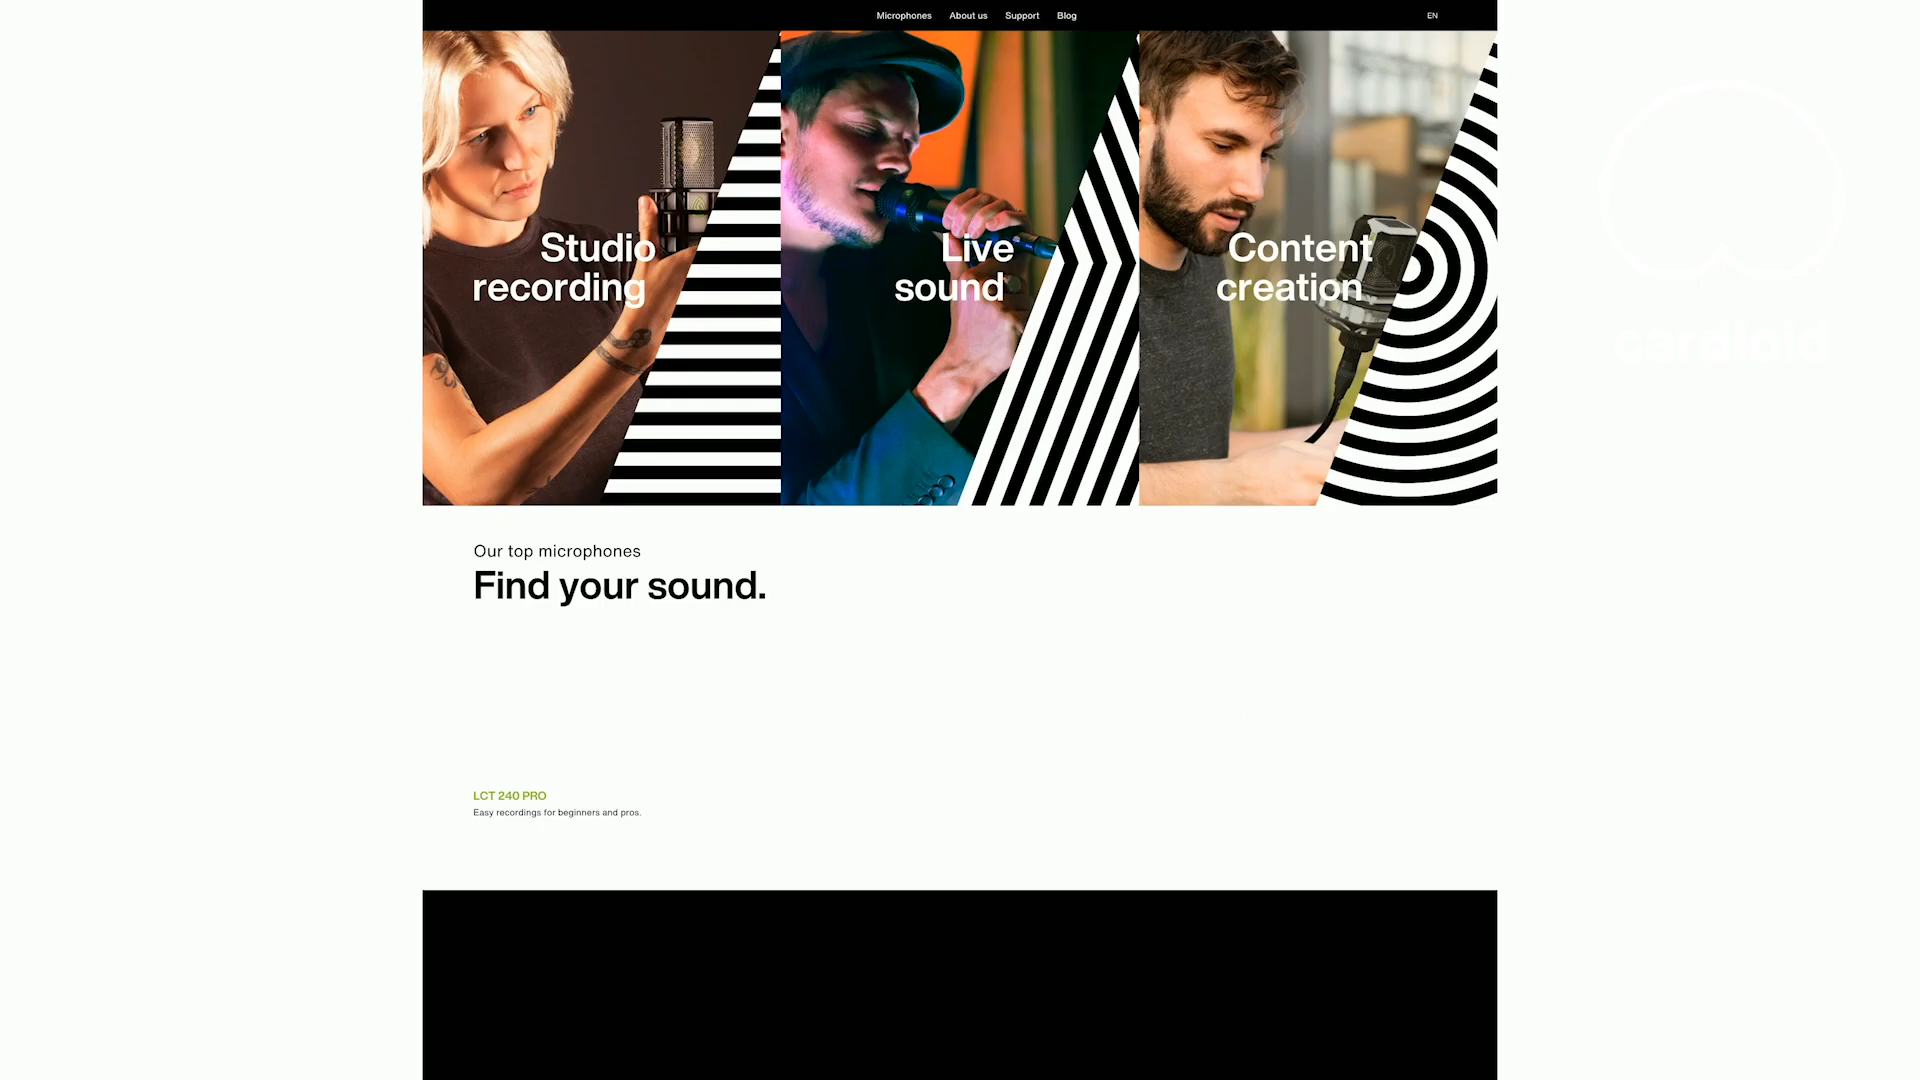 Microphones About us Support Blog EN
Studio
recording
Live
sound
Content
creation
cardioid
Our top microphones
Find your sound.
LCT 240 PRO
Easy recordings for beginners and pros.